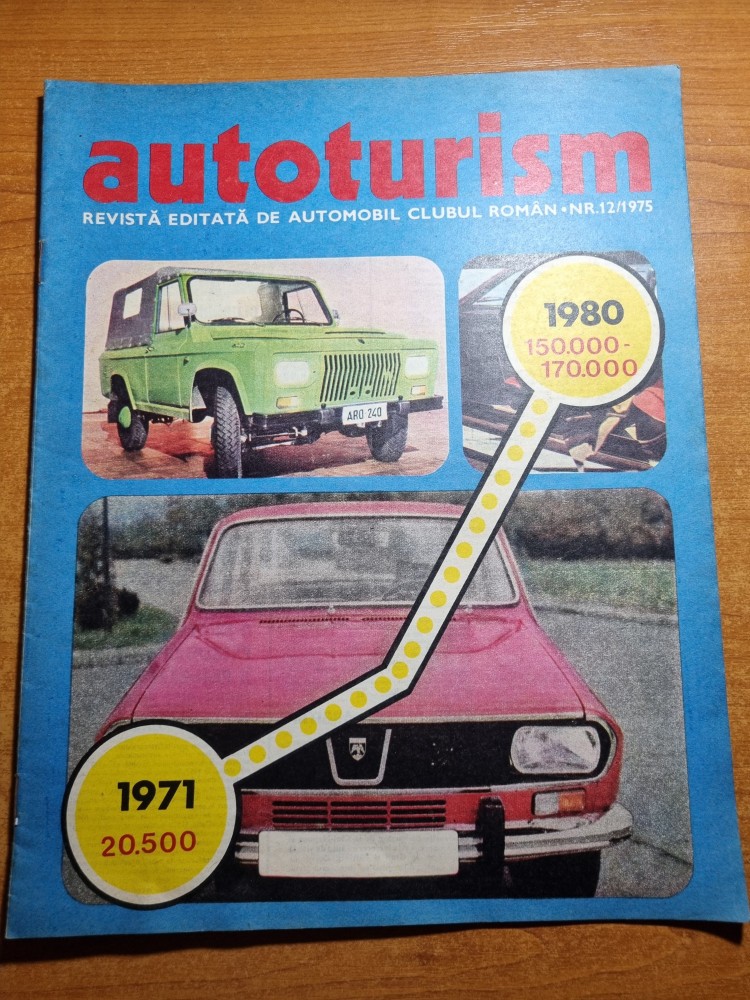 autoturism
REVISTĂ EDITATĂ DE AUTOMOBIL CLUBUL ROMÂN • NR.12/1975
1980
150.000-
170.000
ARO 240
1971
20.500